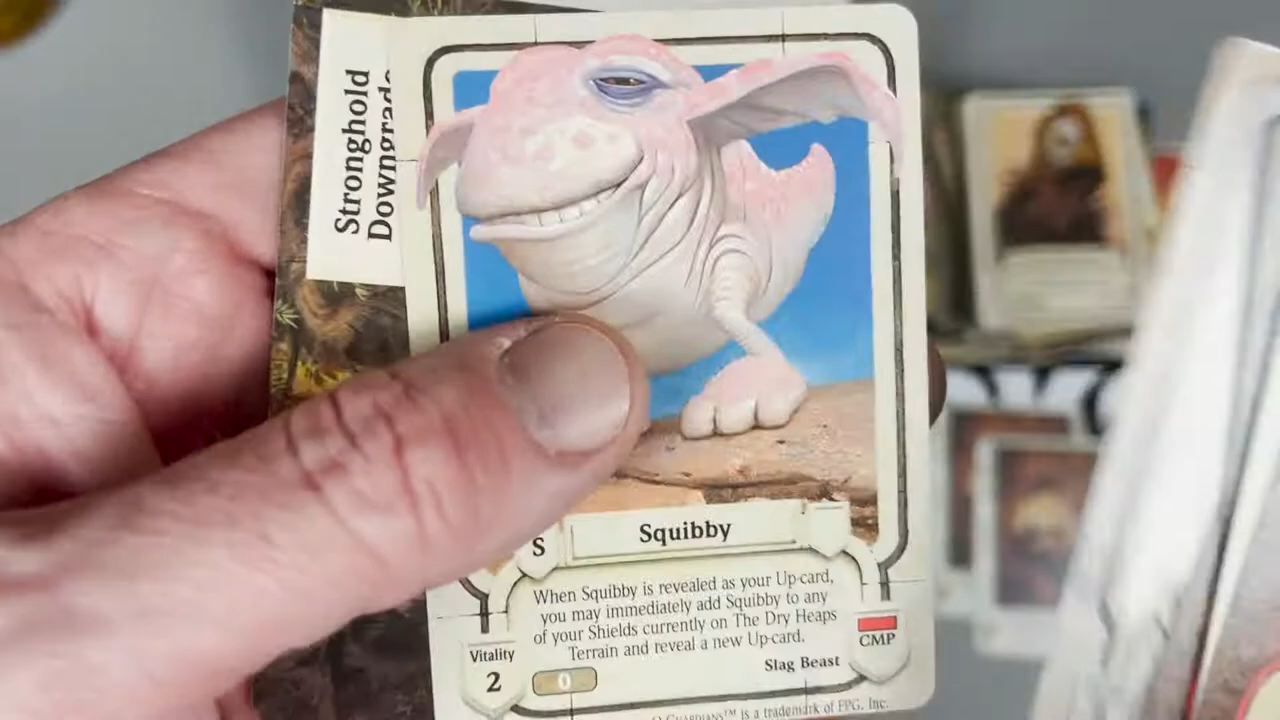 Stronghold
Downgrade
S
Squibby
When Squibby is revealed as your Up-card,
you may immediately add Squibby to any
of your Shields currently on The Dry Heaps
Terrain and reveal a new Up-card.
Vitality
2
0
Slag Beast
CMP
GUARDIANS™ is a trademark of FPG, Inc.